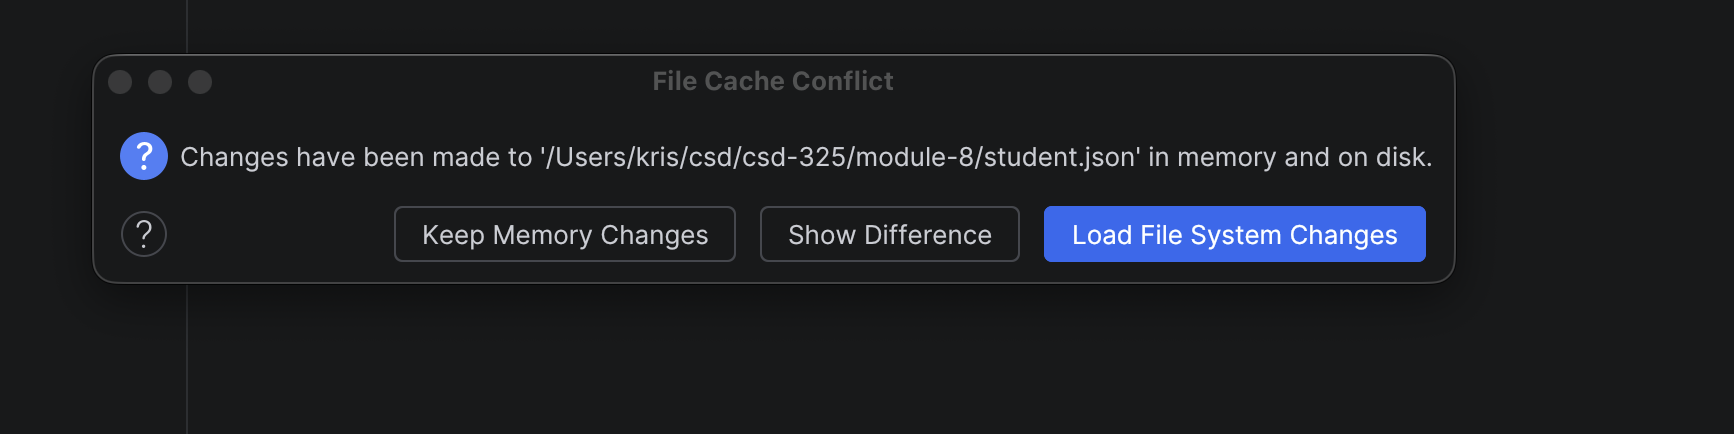 File Cache Conflict
? Changes have been made to '/Users/kris/csd/csd-325/module-8/student.json' in memory and on disk.
? Keep Memory Changes Show Difference Load File System Changes